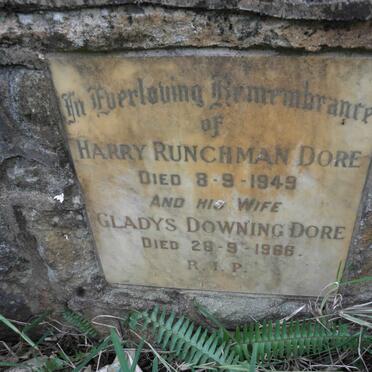 In Everloving Remembrance
of
HARRY RUNCHMAN DORE
DIED 8-9-1949
AND HIS WIFE
GLADYS DOWNING DORE
DIED 28-9-1966.
R.I.P.